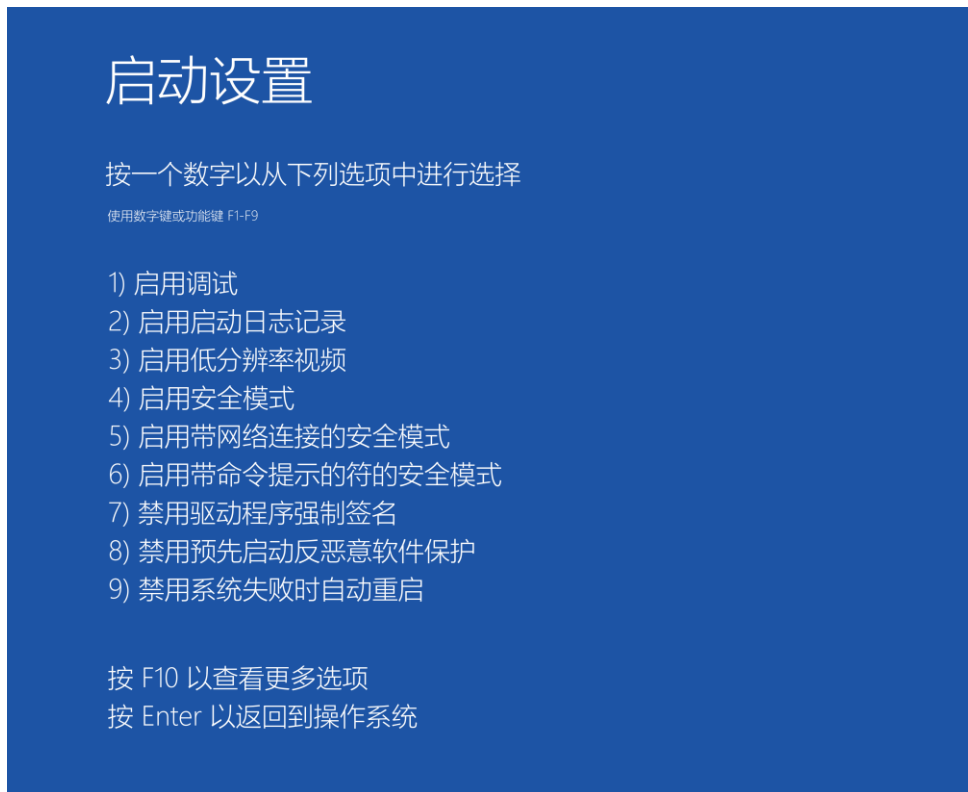 启动设置
按一个数字以从下列选项中进行选择
使用数字键或功能键 F1-F9
1) 启用调试
2) 启用启动日志记录
3) 启用低分辨率视频
4) 启用安全模式
5) 启用带网络连接的安全模式
6) 启用带命令提示的符的安全模式
7) 禁用驱动程序强制签名
8) 禁用预先启动反恶意软件保护
9) 禁用系统失败时自动重启
按 F10 以查看更多选项
按 Enter 以返回到操作系统